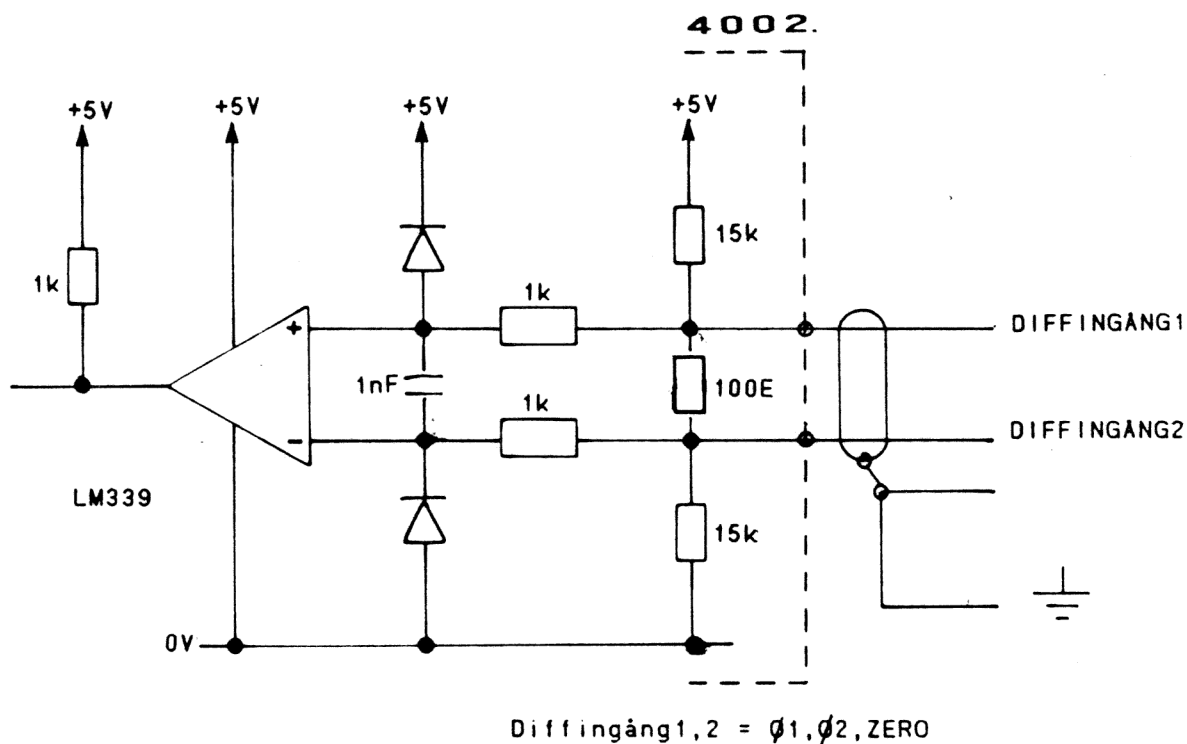 4002.
+5V +5V +5V +5V
15k
1k 1k
+ DIFFINGÅNG1
1nF 100E
1k
- DIFFINGÅNG2
LM339
15k
0V
Diffingång1,2 = Ø1,Ø2,ZERO